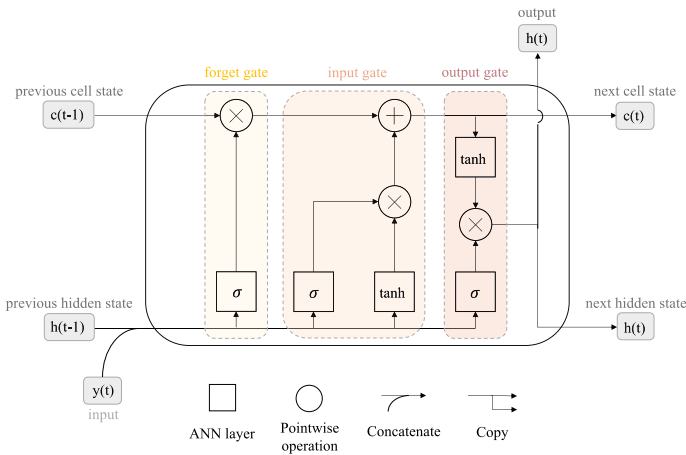 output
h(t)
forget gate
input gate
output gate
previous cell state
next cell state
c(t-1)
×
+
c(t)
tanh
×
×
σ
σ
tanh
σ
previous hidden state
next hidden state
h(t-1)
h(t)
y(t)
input
ANN layer
Pointwise
operation
Concatenate
Copy